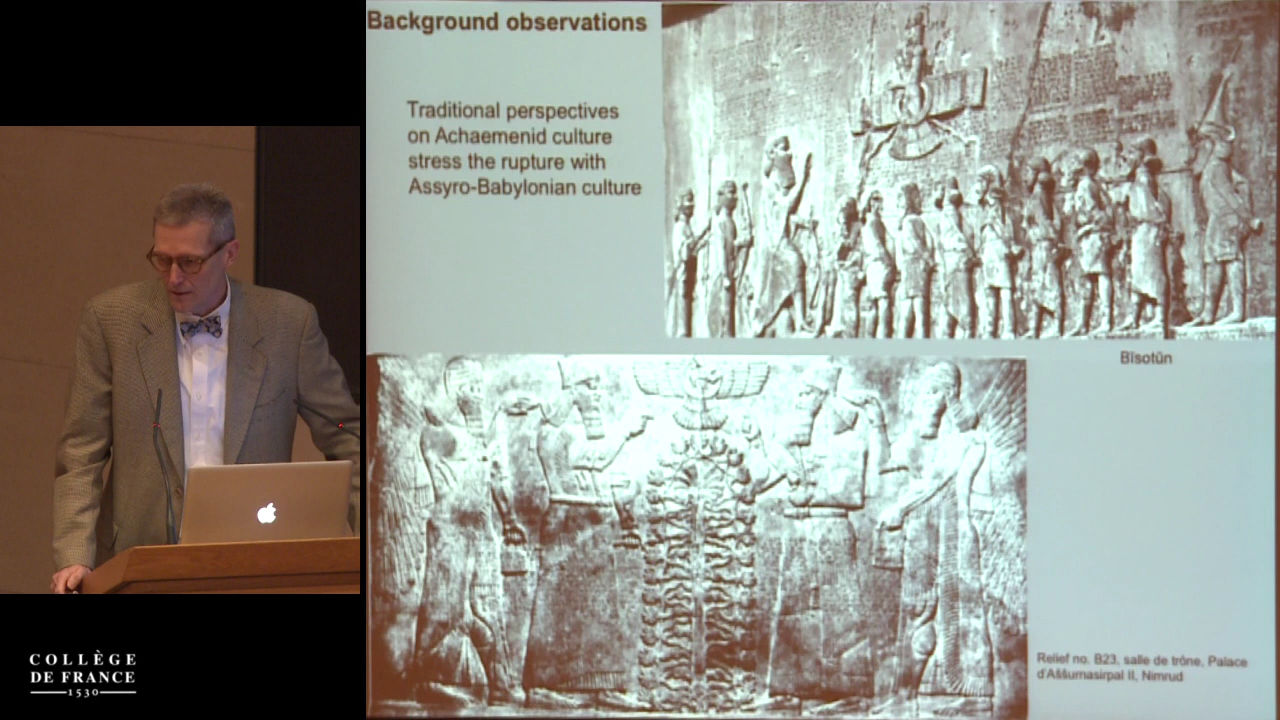 Background observations
Traditional perspectives
on Achaemenid culture
stress the rupture with
Assyro-Babylonian culture
Bīsotūn
Relief no. B23, salle de trône, Palace
d'Aššurnasirpal II, Nimrud
COLLÈGE
DE FRANCE
1530